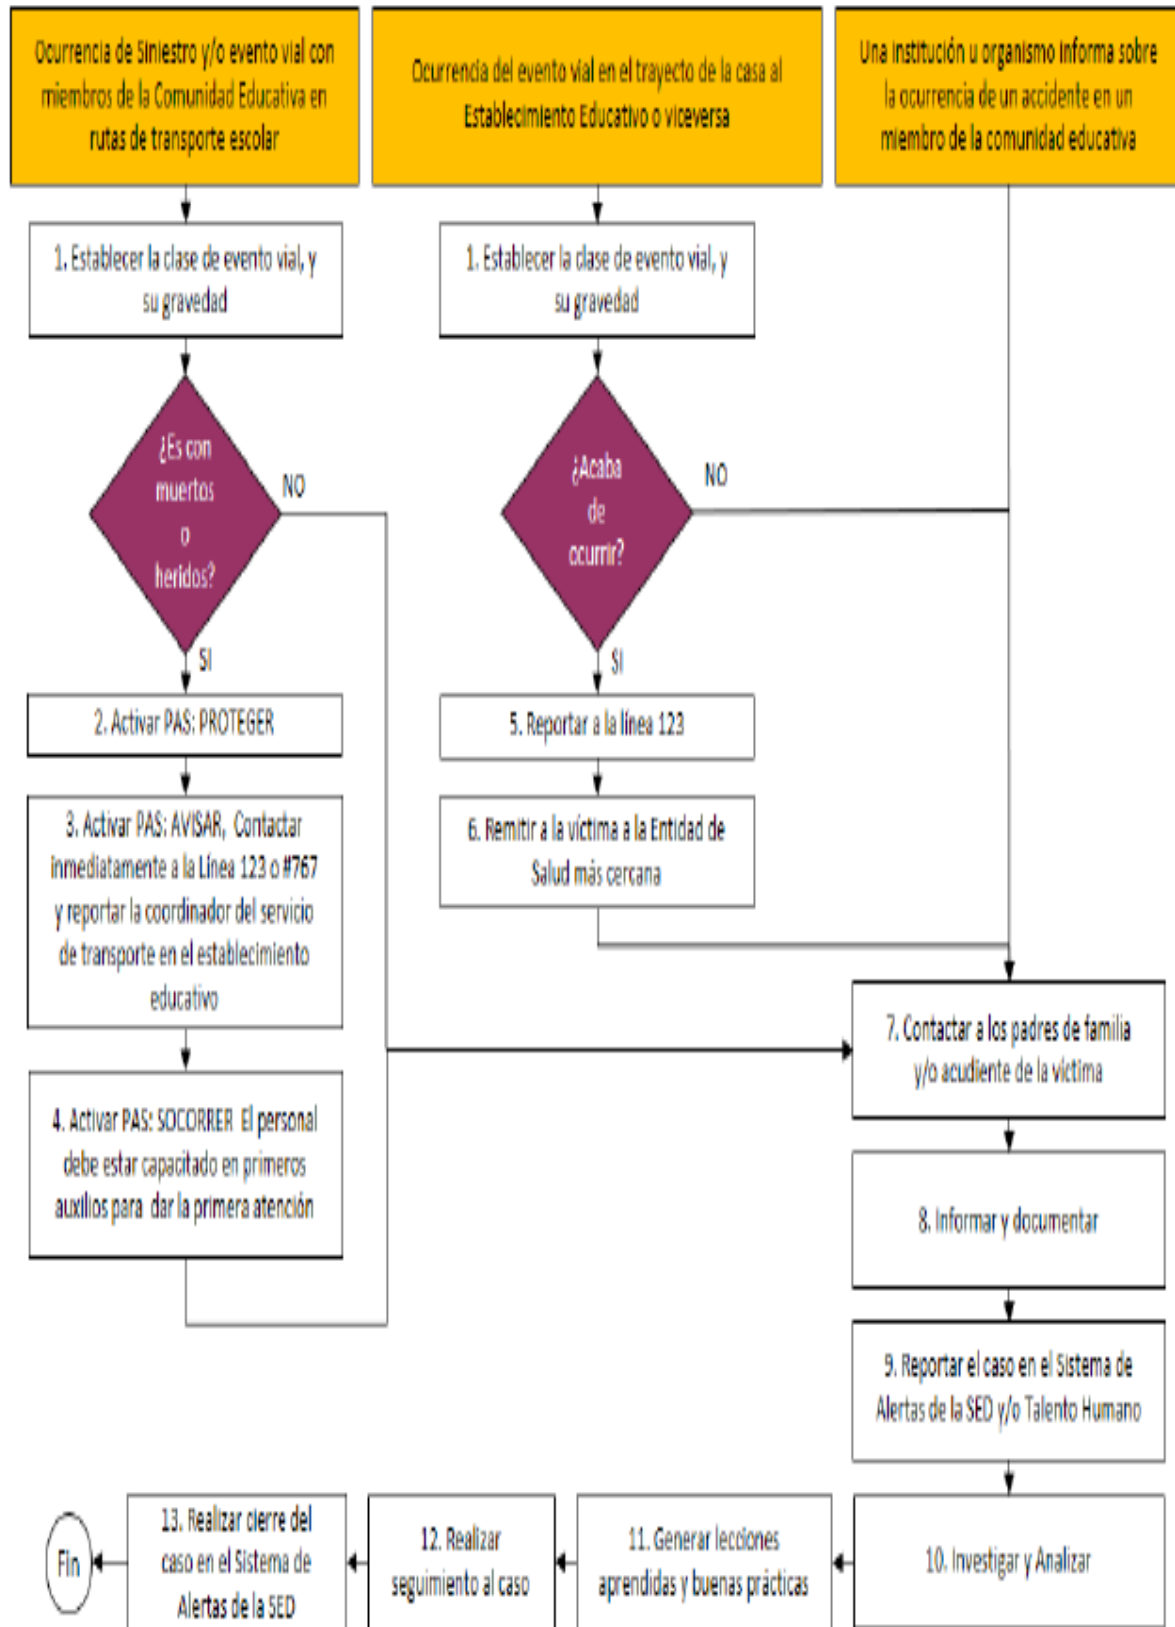 Ocurrencia de Siniestro y/o evento vial con
miembros de la Comunidad Educativa en
rutas de transporte escolar
Ocurrencia del evento vial en el trayecto de la casa al
Establecimiento Educativo o viceversa
Una institución u organismo informa sobre
la ocurrencia de un accidente en un
miembro de la comunidad educativa
1. Establecer la clase de evento vial, y
su gravedad
1. Establecer la clase de evento vial, y
su gravedad
¿Es con
muertos
o
heridos?
NO
SI
¿Acaba
de
ocurrir?
NO
SI
2. Activar PAS: PROTEGER
3. Activar PAS: AVISAR, Contactar
inmediatamente a la Línea 123 o #767
y reportar la coordinador del servicio
de transporte en el establecimiento
educativo
4. Activar PAS: SOCORRER El personal
debe estar capacitado en primeros
auxilios para dar la primera atención
5. Reportar a la línea 123
6. Remitir a la víctima a la Entidad de
Salud más cercana
7. Contactar a los padres de familia
y/o acudiente de la víctima
8. Informar y documentar
9. Reportar el caso en el Sistema de
Alertas de la SED y/o Talento Humano
10. Investigar y Analizar
11. Generar lecciones
aprendidas y buenas prácticas
12. Realizar
seguimiento al caso
13. Realizar cierre del
caso en el Sistema de
Alertas de la SED
Fin